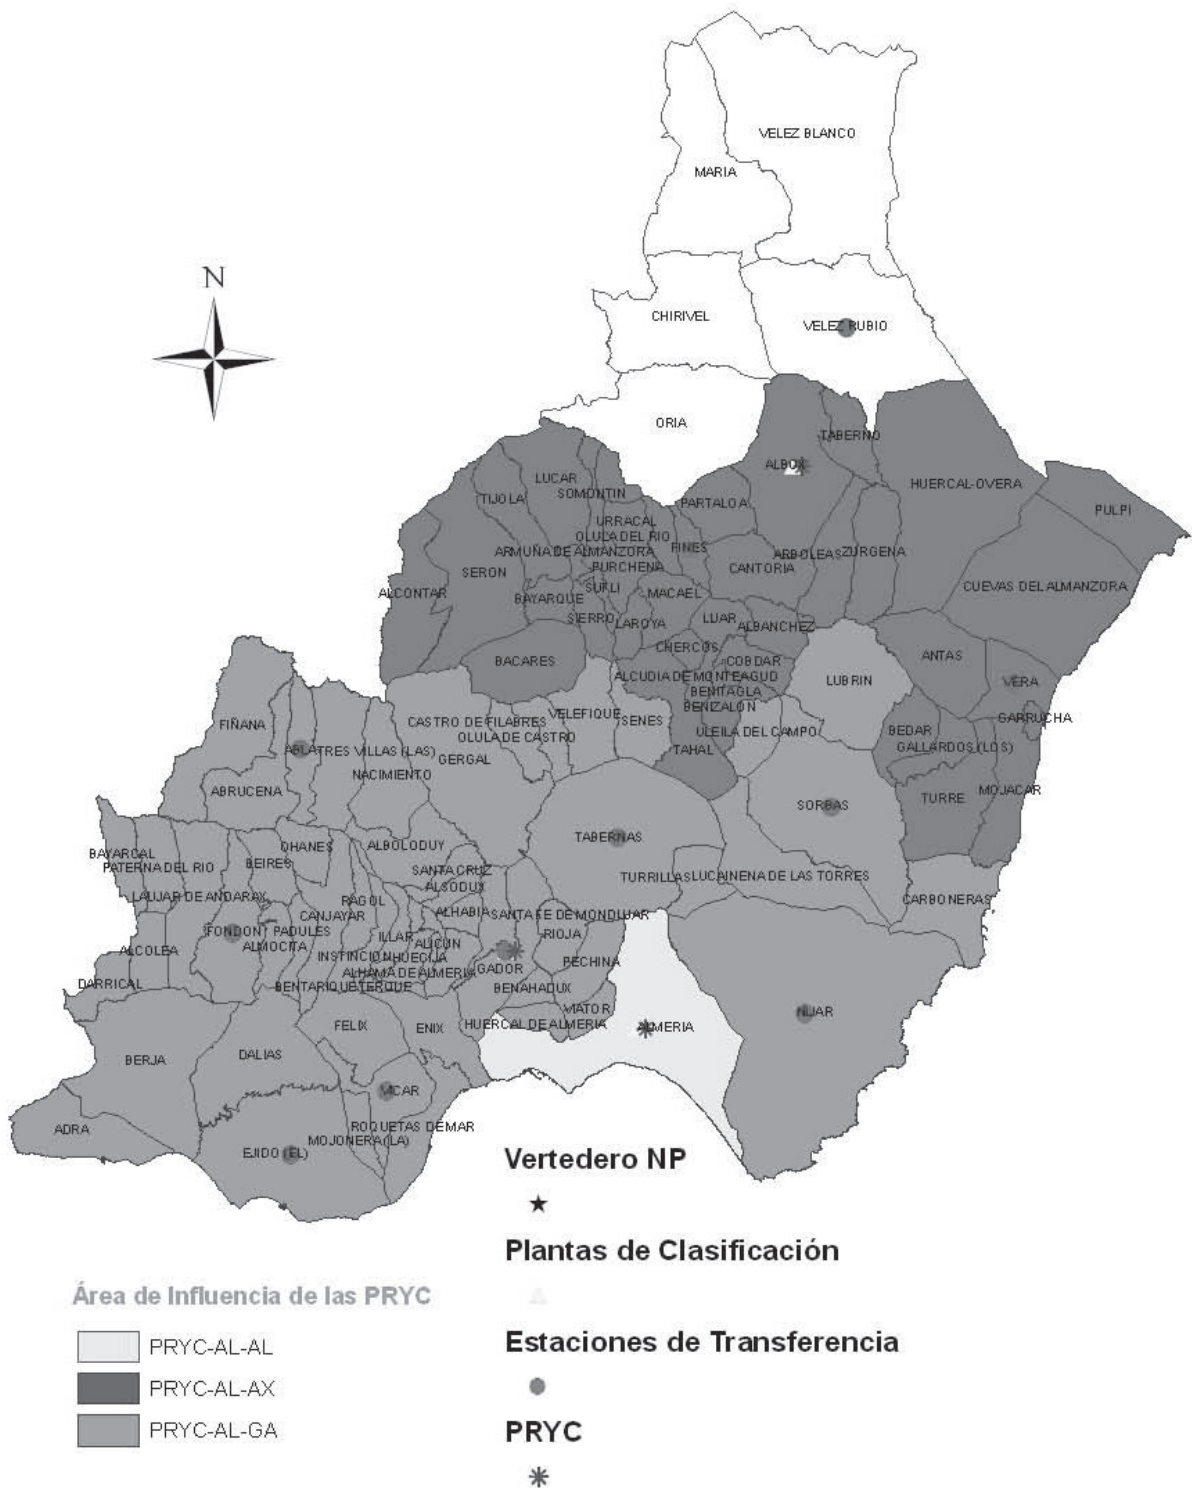 VELEZ BLANCO
MARIA
N
CHIRIVEL
VELEZ RUBIO
ORIA
TABERNO
ALBOX
LUCAR
HUERCAL-OVERA
TIJOLA
SOMONTIN
PARTALOA
PULPI
URRACAL
OLULA DEL RIO
ARMUÑA DE ALMANZORA
FINES
ARBOLEAS
ZURGENA
PURCHENA
CANTORIA
SERON
SUFLI
CUEVAS DEL ALMANZORA
ALCONTAR
BAYARQUE
MACAEL
SIERRO
LAROYA
LIJAR
ALBANCHEZ
CHERCOS
ANTAS
BACARES
COBDAR
ALCUDIA DE MONTEAGUD
LUBRIN
VERA
BENITAGLA
BENIZALON
VELEFIQUE
SENES
GARRUCHA
FIÑANA
CASTRO DE FILABRES
OLULA DE CASTRO
ULEILA DEL CAMPO
BEDAR
GALLARDOS (LOS)
ABLA
TRES VILLAS (LAS)
GERGAL
TAHAL
NACIMIENTO
ABRUCENA
MOJACAR
TURRE
SORBAS
TABERNAS
OHANES
ALBOLODUY
BAYARCAL
PATERNA DEL RIO
BEIRES
SANTA CRUZ
TURRILLAS
LUCAINENA DE LAS TORRES
ALSODUX
LAUJAR DE ANDARAX
RAGOL
CARBONERAS
CANJAYAR
ALHABIA
SANTA FE DE MONDUJAR
FONDON
PADULES
ILLAR
RIOJA
ALMOCITA
ALICUN
ALCOLEA
INSTINCION
HUECIJA
PECHINA
GADOR
ALHAMA DE ALMERIA
DARRICAL
BENTARIQUE
TERQUE
BENAHADUX
VIATOR
NIJAR
FELIX
ENIX
HUERCAL DE ALMERIA
ALMERIA
DALIAS
BERJA
VICAR
ADRA
ROQUETAS DE MAR
MOJONERA (LA)
EJIDO (EL)
Vertedero NP
Plantas de Clasificación
Área de Influencia de las PRYC
Estaciones de Transferencia
PRYC-AL-AL
PRYC-AL-AX
PRYC-AL-GA
PRYC